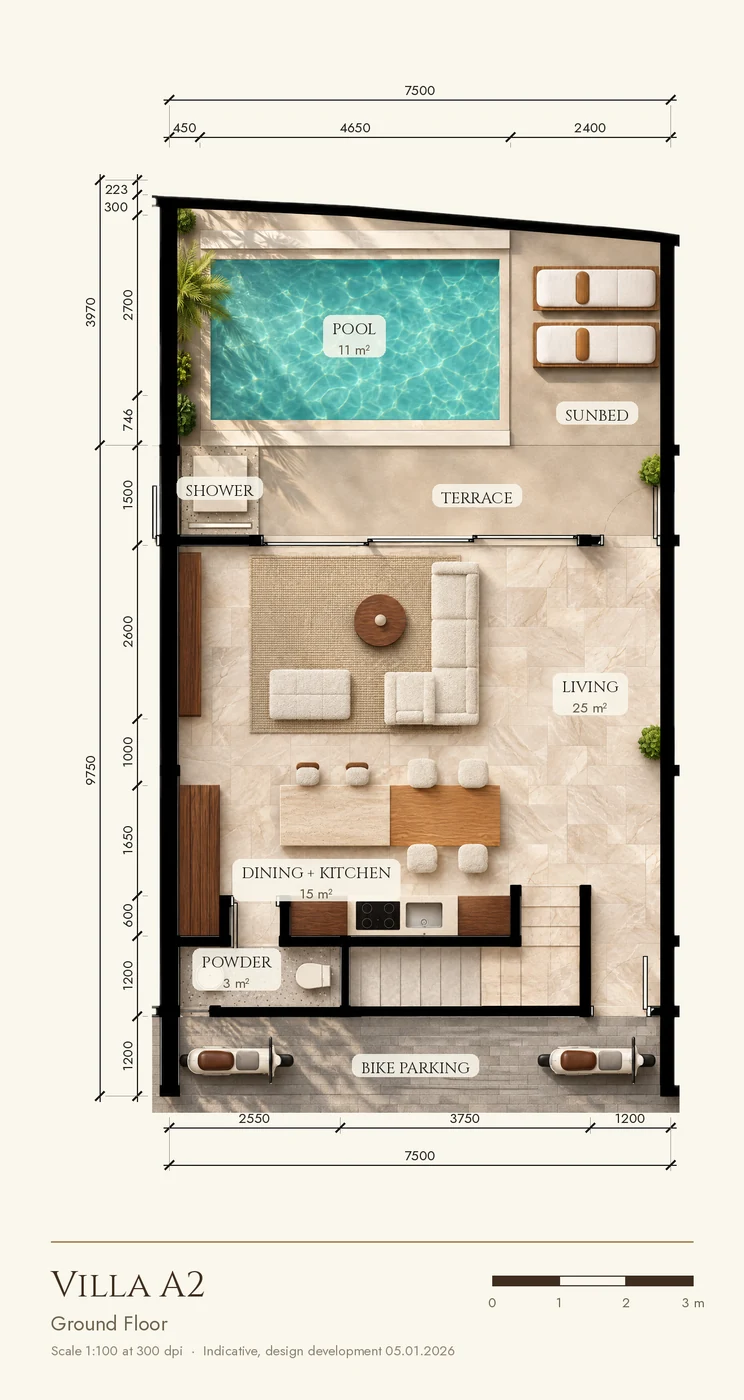 7500
450
4650
2400
223
300
3970
2700
746
1500
9750
2600
1000
1650
600
1200
1200
POOL
11 m²
SUNBED
SHOWER
TERRACE
LIVING
25 m²
DINING + KITCHEN
15 m²
POWDER
3 m²
BIKE PARKING
2550
3750
1200
7500
VILLA A2
Ground Floor
Scale 1:100 at 300 dpi · Indicative, design development 05.01.2026
0 1 2 3 m